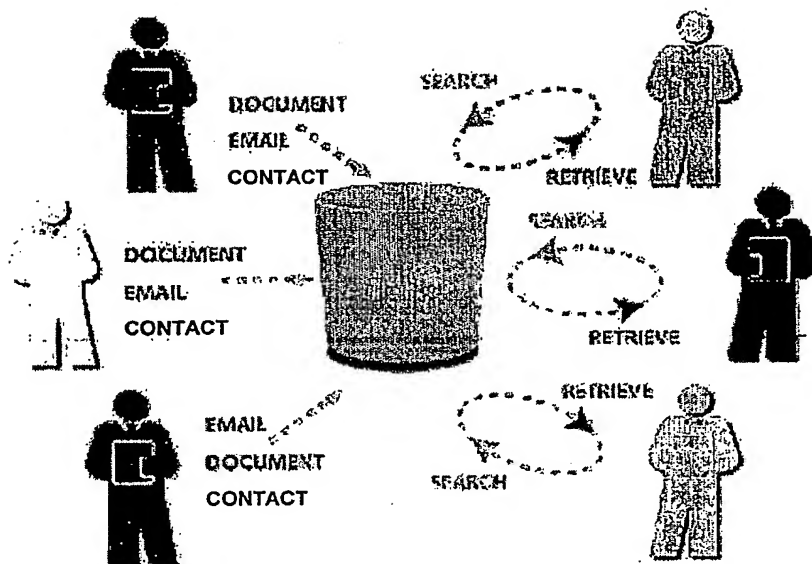 DOCUMENT
EMAIL
CONTACT
SEARCH
RETRIEVE
DOCUMENT
EMAIL
CONTACT
SEARCH
RETRIEVE
EMAIL
DOCUMENT
CONTACT
RETRIEVE
SEARCH